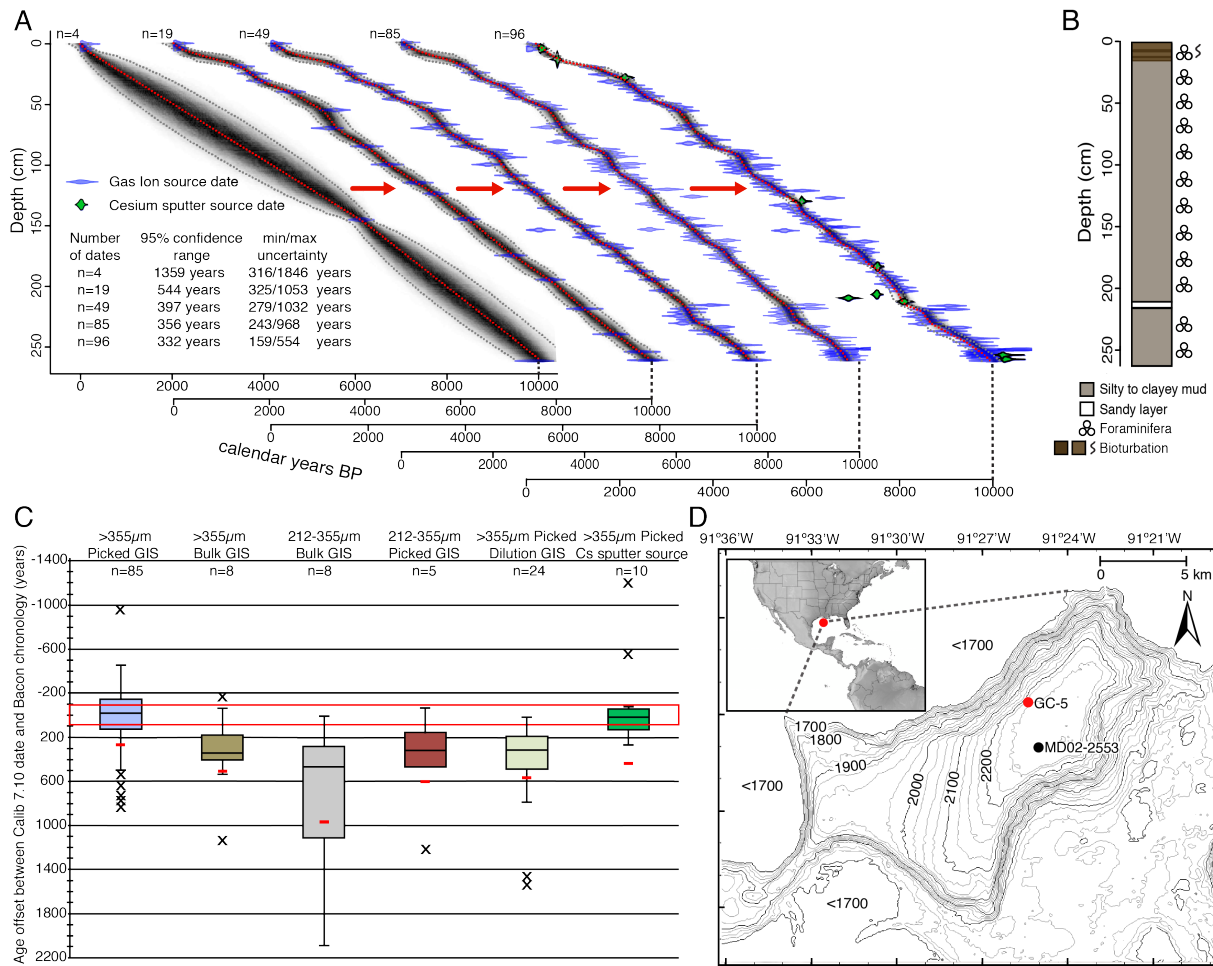 A
n=4
n=19
n=49
n=85
n=96
0
50
100
150
200
250
Depth (cm)
Gas Ion source date
Cesium sputter source date
Number 95% confidence min/max
of dates range uncertainty
n=4 1359 years 316/1846 years
n=19 544 years 325/1053 years
n=49 397 years 279/1032 years
n=85 356 years 243/968 years
n=96 332 years 159/554 years
0 2000 4000 6000 8000 10000
0 2000 4000 6000 8000 10000
0 2000 4000 6000 8000 10000
0 2000 4000 6000 8000 10000
0 2000 4000 6000 8000 10000
calendar years BP
B
0
50
100
150
200
250
Depth (cm)
Silty to clayey mud
Sandy layer
Foraminifera
Bioturbation
C
>355µm >355µm 212-355µm 212-355µm >355µm Picked >355µm Picked
Picked GIS Bulk GIS Bulk GIS Picked GIS Dilution GIS Cs sputter source
n=85 n=8 n=8 n=5 n=24 n=10
-1400
-1000
-600
-200
200
600
1000
1400
1800
2200
Age offset between Calib 7.10 date and Bacon chronology (years)
D
91°36'W 91°33'W 91°30'W 91°27'W 91°24'W 91°21'W
0 5 km
N
<1700
GC-5
MD02-2553
1700
1800
1900
<1700
2000
2100
2200
<1700